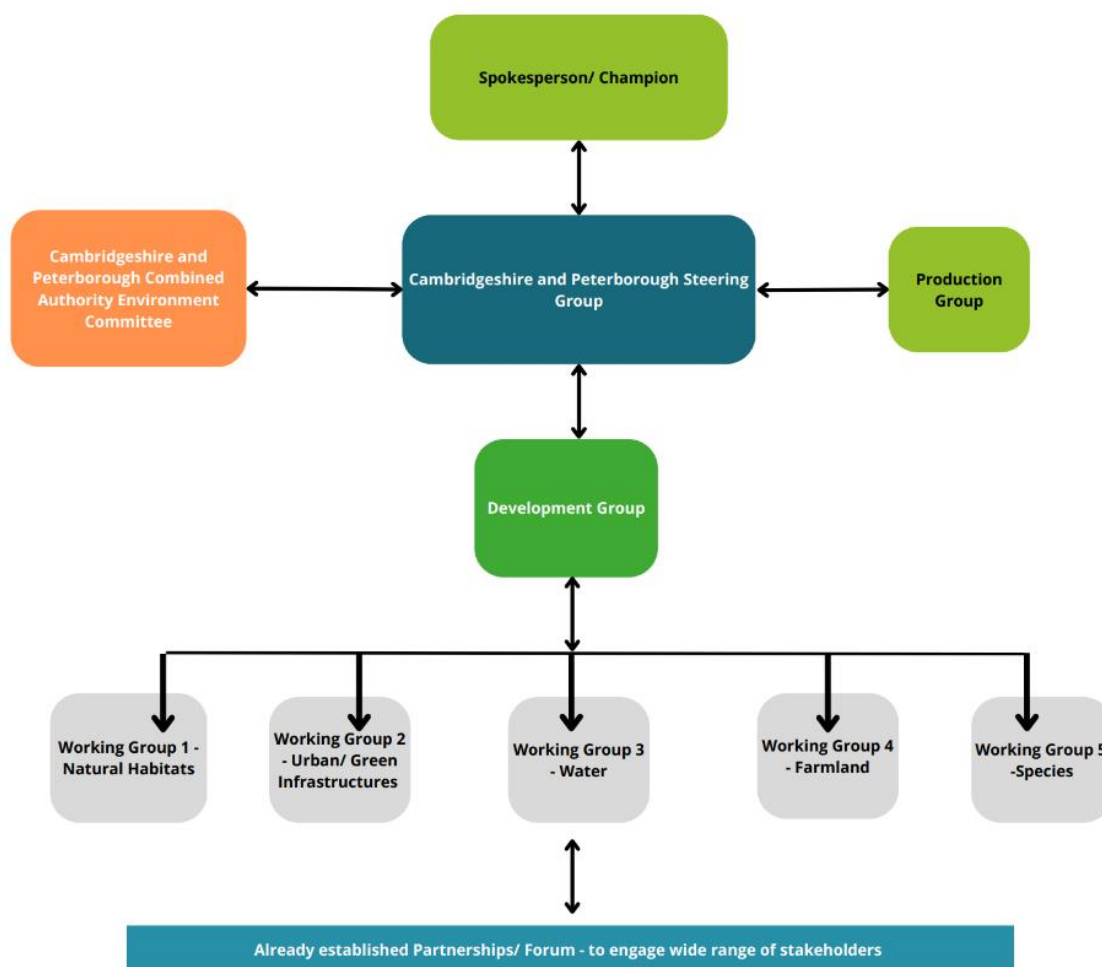 Spokesperson/ Champion
Cambridgeshire and
Peterborough Combined
Authority Environment
Committee
Cambridgeshire and Peterborough Steering
Group
Production
Group
Development Group
Working Group 1 -
Natural Habitats
Working Group 2
- Urban/ Green
Infrastructures
Working Group 3
- Water
Working Group 4
- Farmland
Working Group 5
-Species
Already established Partnerships/ Forum - to engage wide range of stakeholders